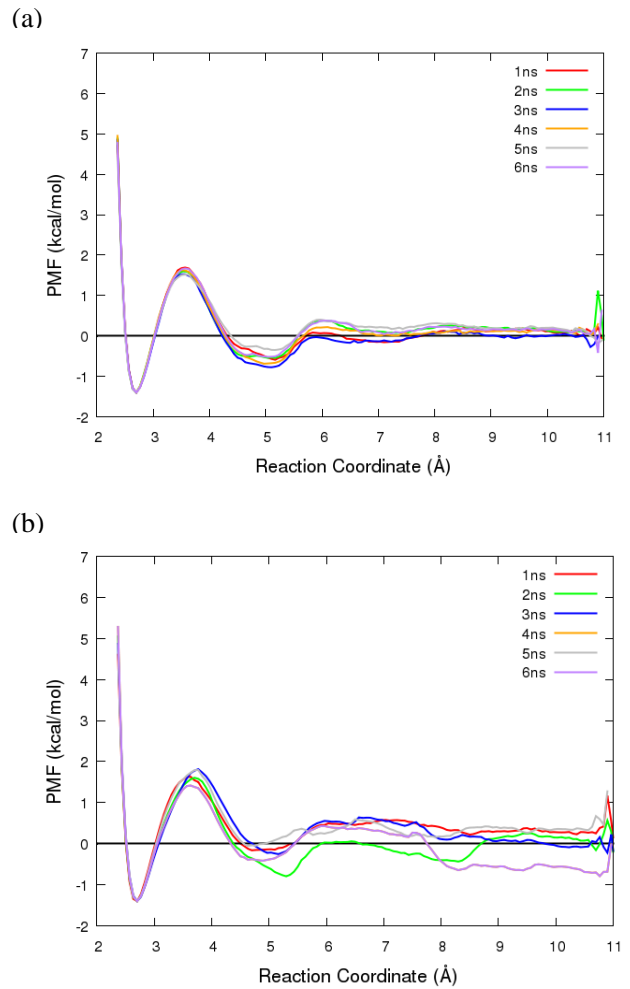 (a)
7
6
5
4
3
2
1
0
-1
-2
PMF (kcal/mol)
1ns
2ns
3ns
4ns
5ns
6ns
2 3 4 5 6 7 8 9 10 11
Reaction Coordinate (Å)
(b)
7
6
5
4
3
2
1
0
-1
-2
PMF (kcal/mol)
1ns
2ns
3ns
4ns
5ns
6ns
2 3 4 5 6 7 8 9 10 11
Reaction Coordinate (Å)